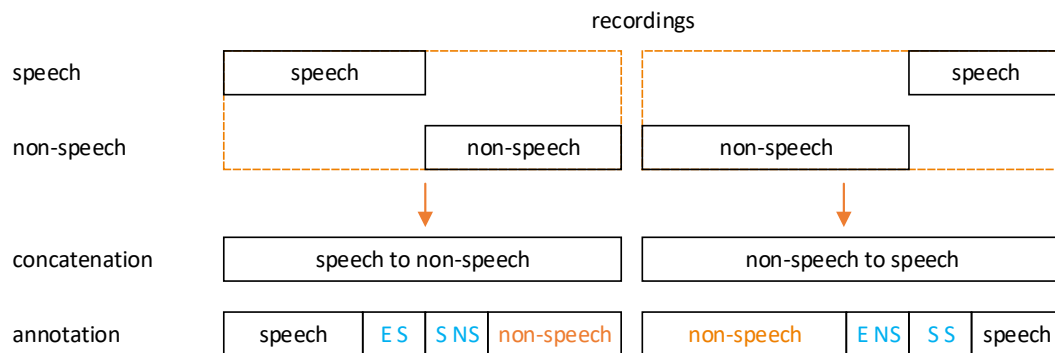 recordings
speech speech speech
non-speech non-speech non-speech
concatenation speech to non-speech non-speech to speech
annotation speech E S S NS non-speech non-speech E NS S S speech